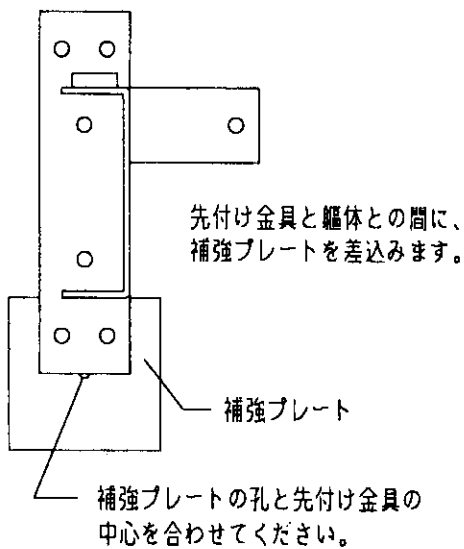 先付け金具と軀体との間に、
補強プレートを差込みます。
補強プレート
補強プレートの孔と先付け金具の
中心を合わせてください。